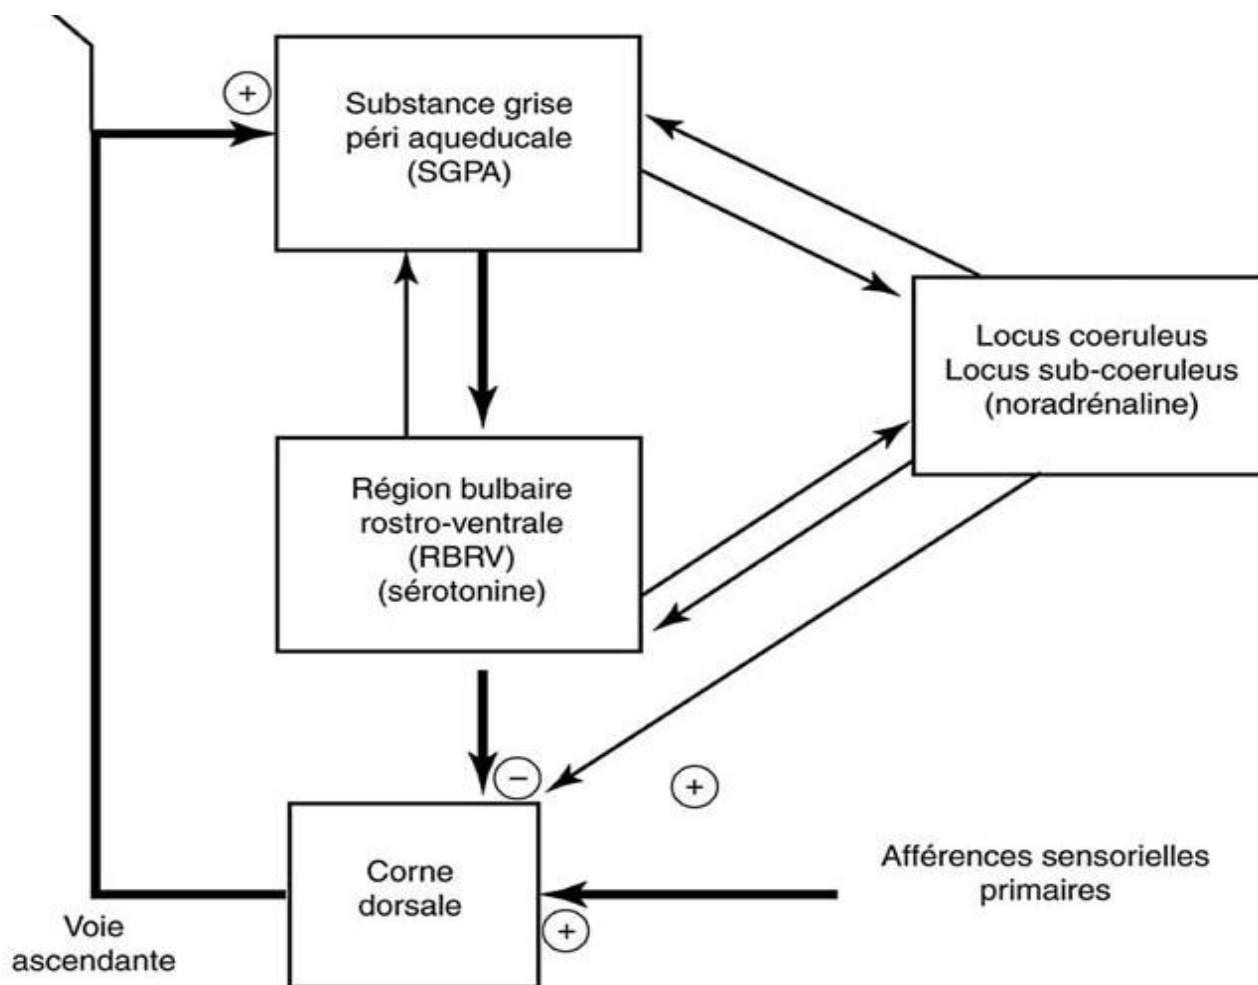 +
Substance grise
péri aqueducale
(SGPA)
Locus coeruleus
Locus sub-coeruleus
(noradrénaline)
Région bulbaire
rostro-ventrale
(RBRV)
(sérotonine)
−
+
Corne
dorsale
Afférences sensorielles
primaires
+
Voie
ascendante